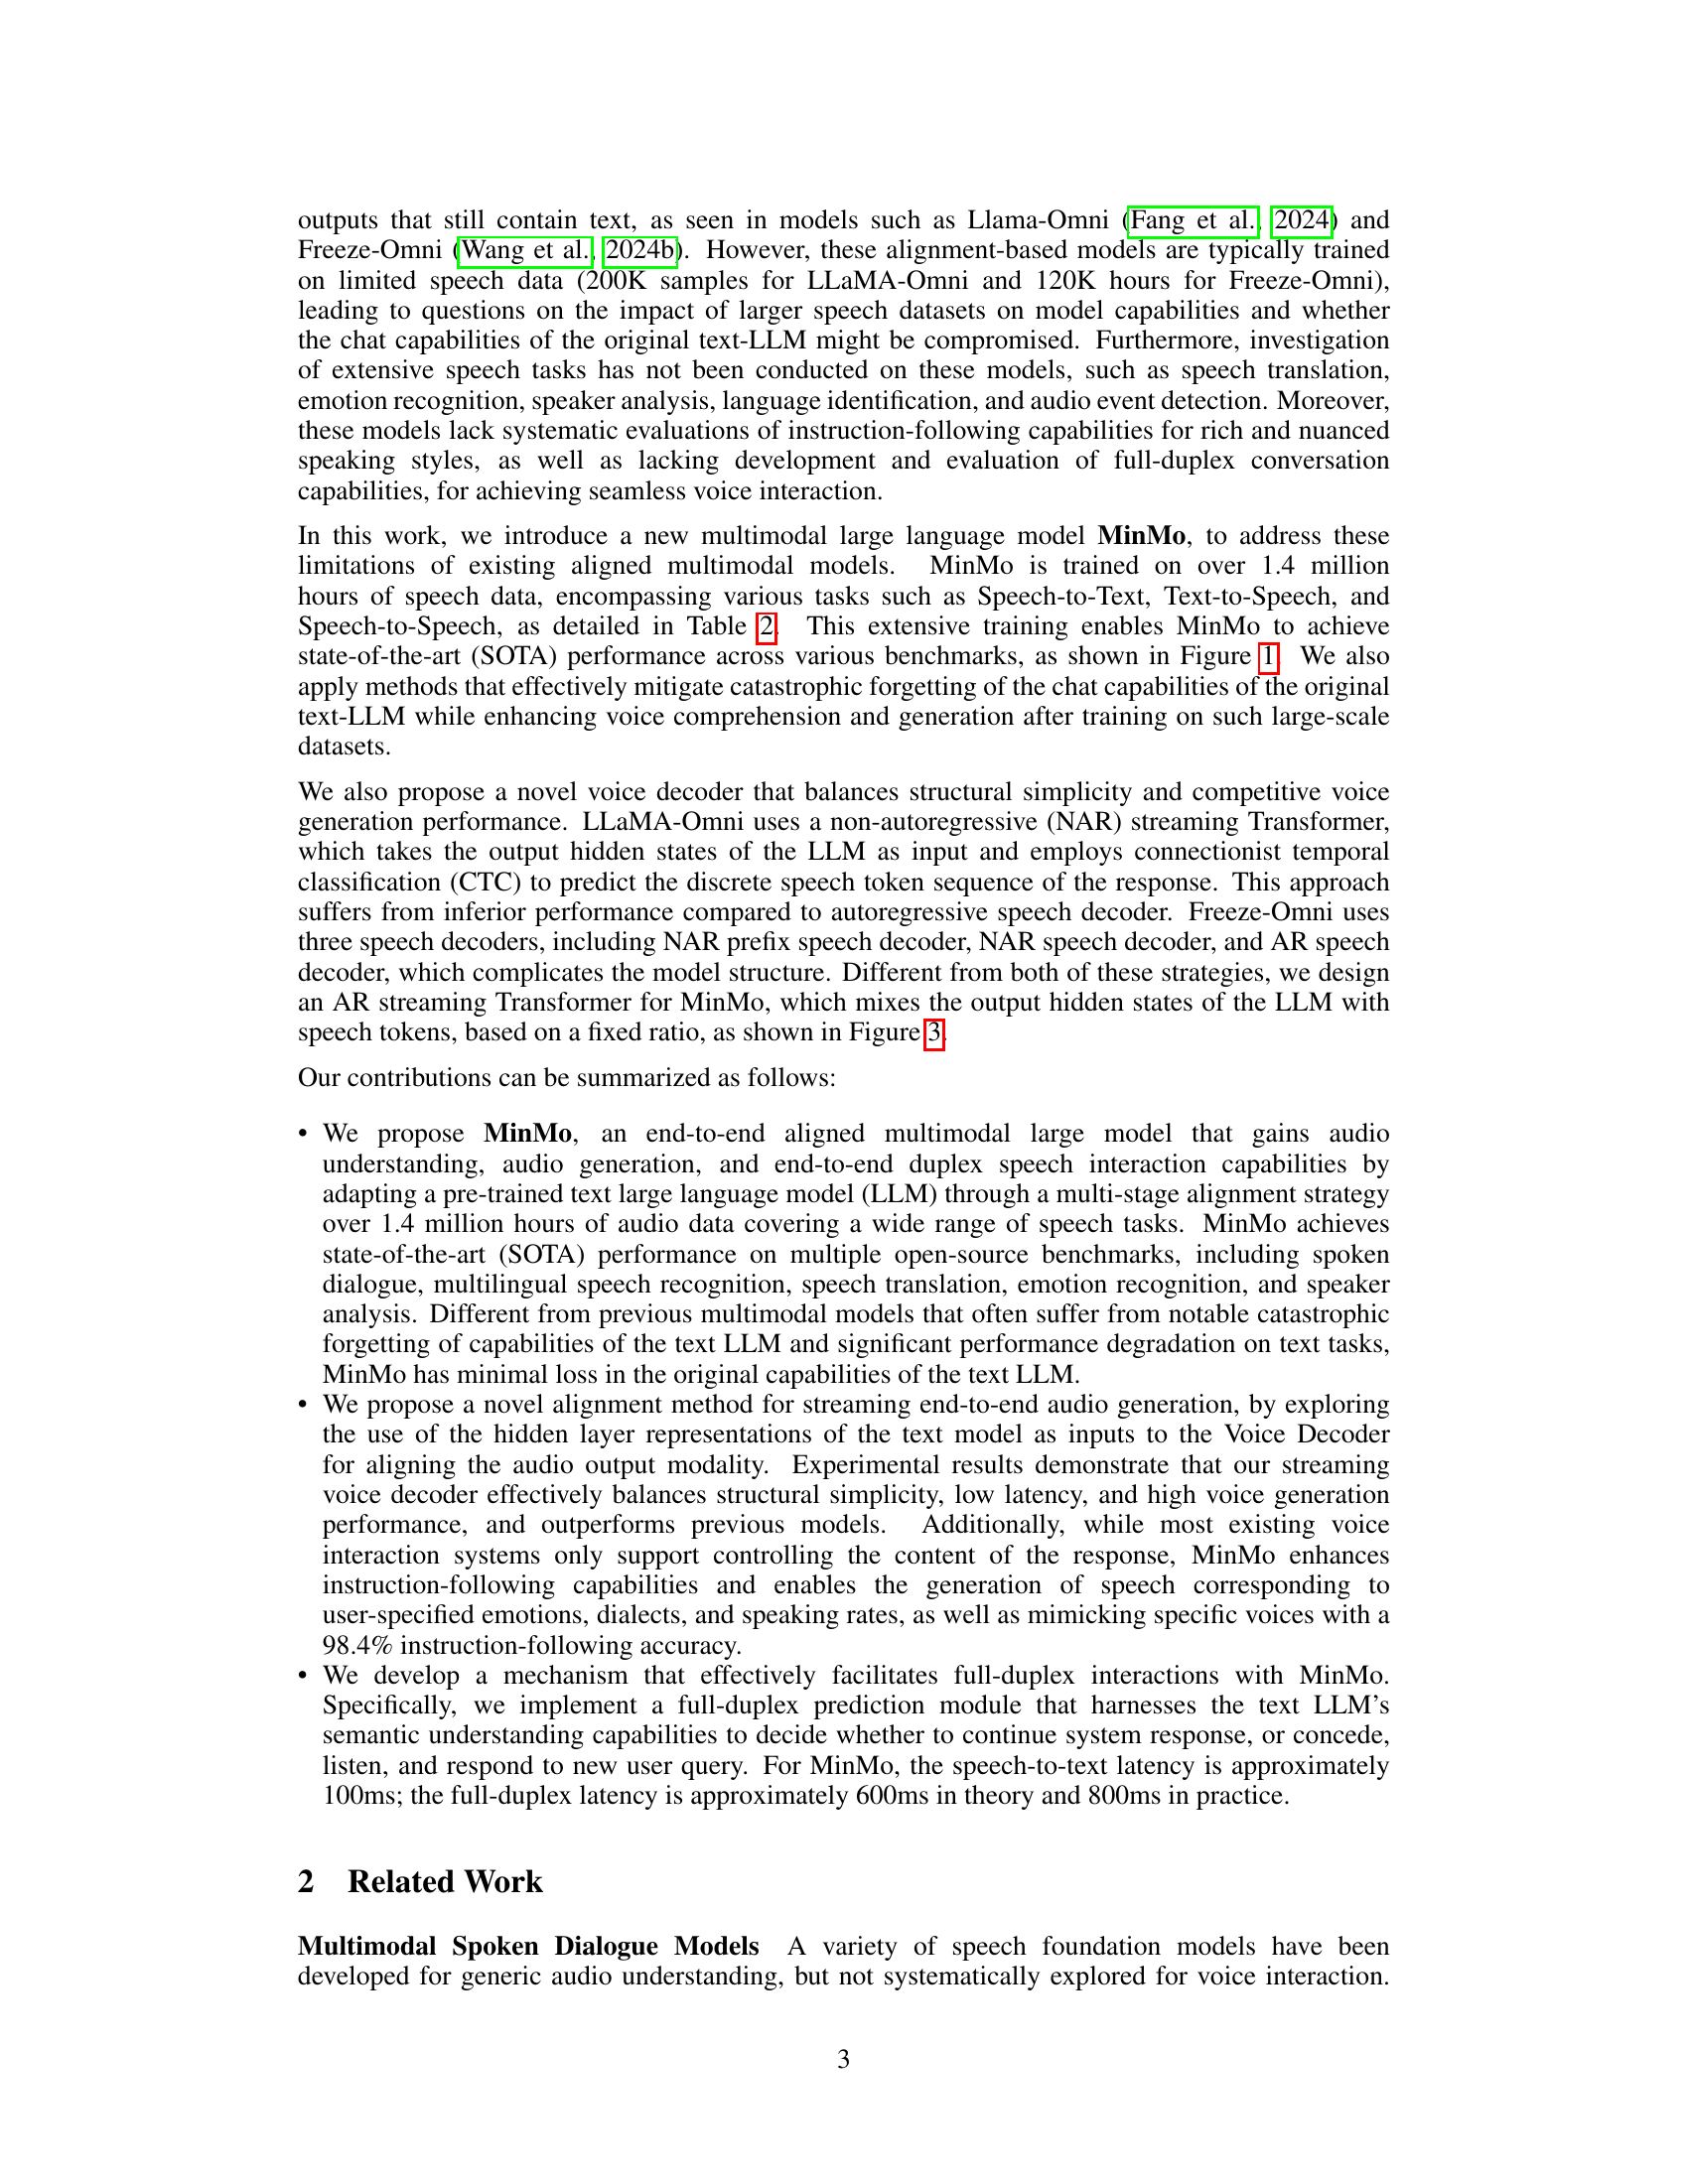 outputs that still contain text, as seen in models such as Llama-Omni (Fang et al., 2024) and
Freeze-Omni (Wang et al., 2024b). However, these alignment-based models are typically trained
on limited speech data (200K samples for LLaMA-Omni and 120K hours for Freeze-Omni),
leading to questions on the impact of larger speech datasets on model capabilities and whether
the chat capabilities of the original text-LLM might be compromised. Furthermore, investigation
of extensive speech tasks has not been conducted on these models, such as speech translation,
emotion recognition, speaker analysis, language identification, and audio event detection. Moreover,
these models lack systematic evaluations of instruction-following capabilities for rich and nuanced
speaking styles, as well as lacking development and evaluation of full-duplex conversation
capabilities, for achieving seamless voice interaction.
In this work, we introduce a new multimodal large language model MinMo, to address these
limitations of existing aligned multimodal models. MinMo is trained on over 1.4 million
hours of speech data, encompassing various tasks such as Speech-to-Text, Text-to-Speech, and
Speech-to-Speech, as detailed in Table 2. This extensive training enables MinMo to achieve
state-of-the-art (SOTA) performance across various benchmarks, as shown in Figure 1. We also
apply methods that effectively mitigate catastrophic forgetting of the chat capabilities of the original
text-LLM while enhancing voice comprehension and generation after training on such large-scale
datasets.
We also propose a novel voice decoder that balances structural simplicity and competitive voice
generation performance. LLaMA-Omni uses a non-autoregressive (NAR) streaming Transformer,
which takes the output hidden states of the LLM as input and employs connectionist temporal
classification (CTC) to predict the discrete speech token sequence of the response. This approach
suffers from inferior performance compared to autoregressive speech decoder. Freeze-Omni uses
three speech decoders, including NAR prefix speech decoder, NAR speech decoder, and AR speech
decoder, which complicates the model structure. Different from both of these strategies, we design
an AR streaming Transformer for MinMo, which mixes the output hidden states of the LLM with
speech tokens, based on a fixed ratio, as shown in Figure 3.
Our contributions can be summarized as follows:
• We propose MinMo, an end-to-end aligned multimodal large model that gains audio
understanding, audio generation, and end-to-end duplex speech interaction capabilities by
adapting a pre-trained text large language model (LLM) through a multi-stage alignment strategy
over 1.4 million hours of audio data covering a wide range of speech tasks. MinMo achieves
state-of-the-art (SOTA) performance on multiple open-source benchmarks, including spoken
dialogue, multilingual speech recognition, speech translation, emotion recognition, and speaker
analysis. Different from previous multimodal models that often suffer from notable catastrophic
forgetting of capabilities of the text LLM and significant performance degradation on text tasks,
MinMo has minimal loss in the original capabilities of the text LLM.
• We propose a novel alignment method for streaming end-to-end audio generation, by exploring
the use of the hidden layer representations of the text model as inputs to the Voice Decoder
for aligning the audio output modality. Experimental results demonstrate that our streaming
voice decoder effectively balances structural simplicity, low latency, and high voice generation
performance, and outperforms previous models. Additionally, while most existing voice
interaction systems only support controlling the content of the response, MinMo enhances
instruction-following capabilities and enables the generation of speech corresponding to
user-specified emotions, dialects, and speaking rates, as well as mimicking specific voices with a
98.4% instruction-following accuracy.
• We develop a mechanism that effectively facilitates full-duplex interactions with MinMo.
Specifically, we implement a full-duplex prediction module that harnesses the text LLM's
semantic understanding capabilities to decide whether to continue system response, or concede,
listen, and respond to new user query. For MinMo, the speech-to-text latency is approximately
100ms; the full-duplex latency is approximately 600ms in theory and 800ms in practice.
2 Related Work
Multimodal Spoken Dialogue Models A variety of speech foundation models have been
developed for generic audio understanding, but not systematically explored for voice interaction.
3